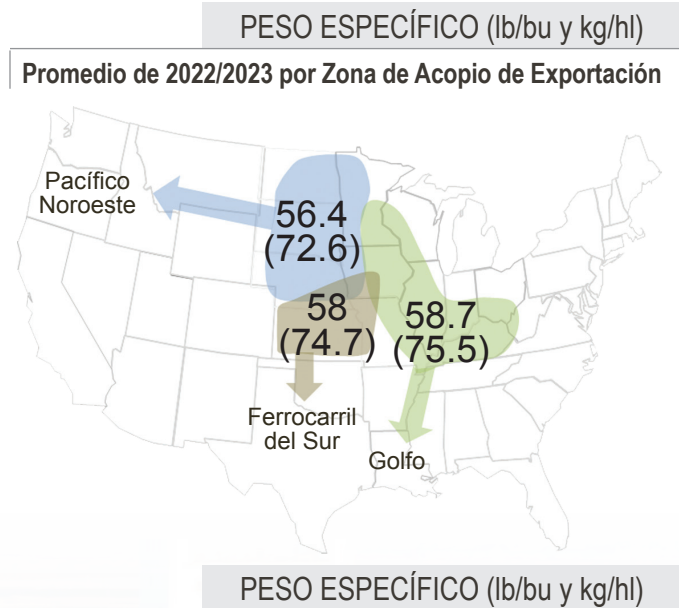 PESO ESPECÍFICO (lb/bu y kg/hl)
Promedio de 2022/2023 por Zona de Acopio de Exportación
Pacífico
Noroeste
56.4
(72.6)
58
(74.7)
58.7
(75.5)
Ferrocarril
del Sur
Golfo
PESO ESPECÍFICO (lb/bu y kg/hl)